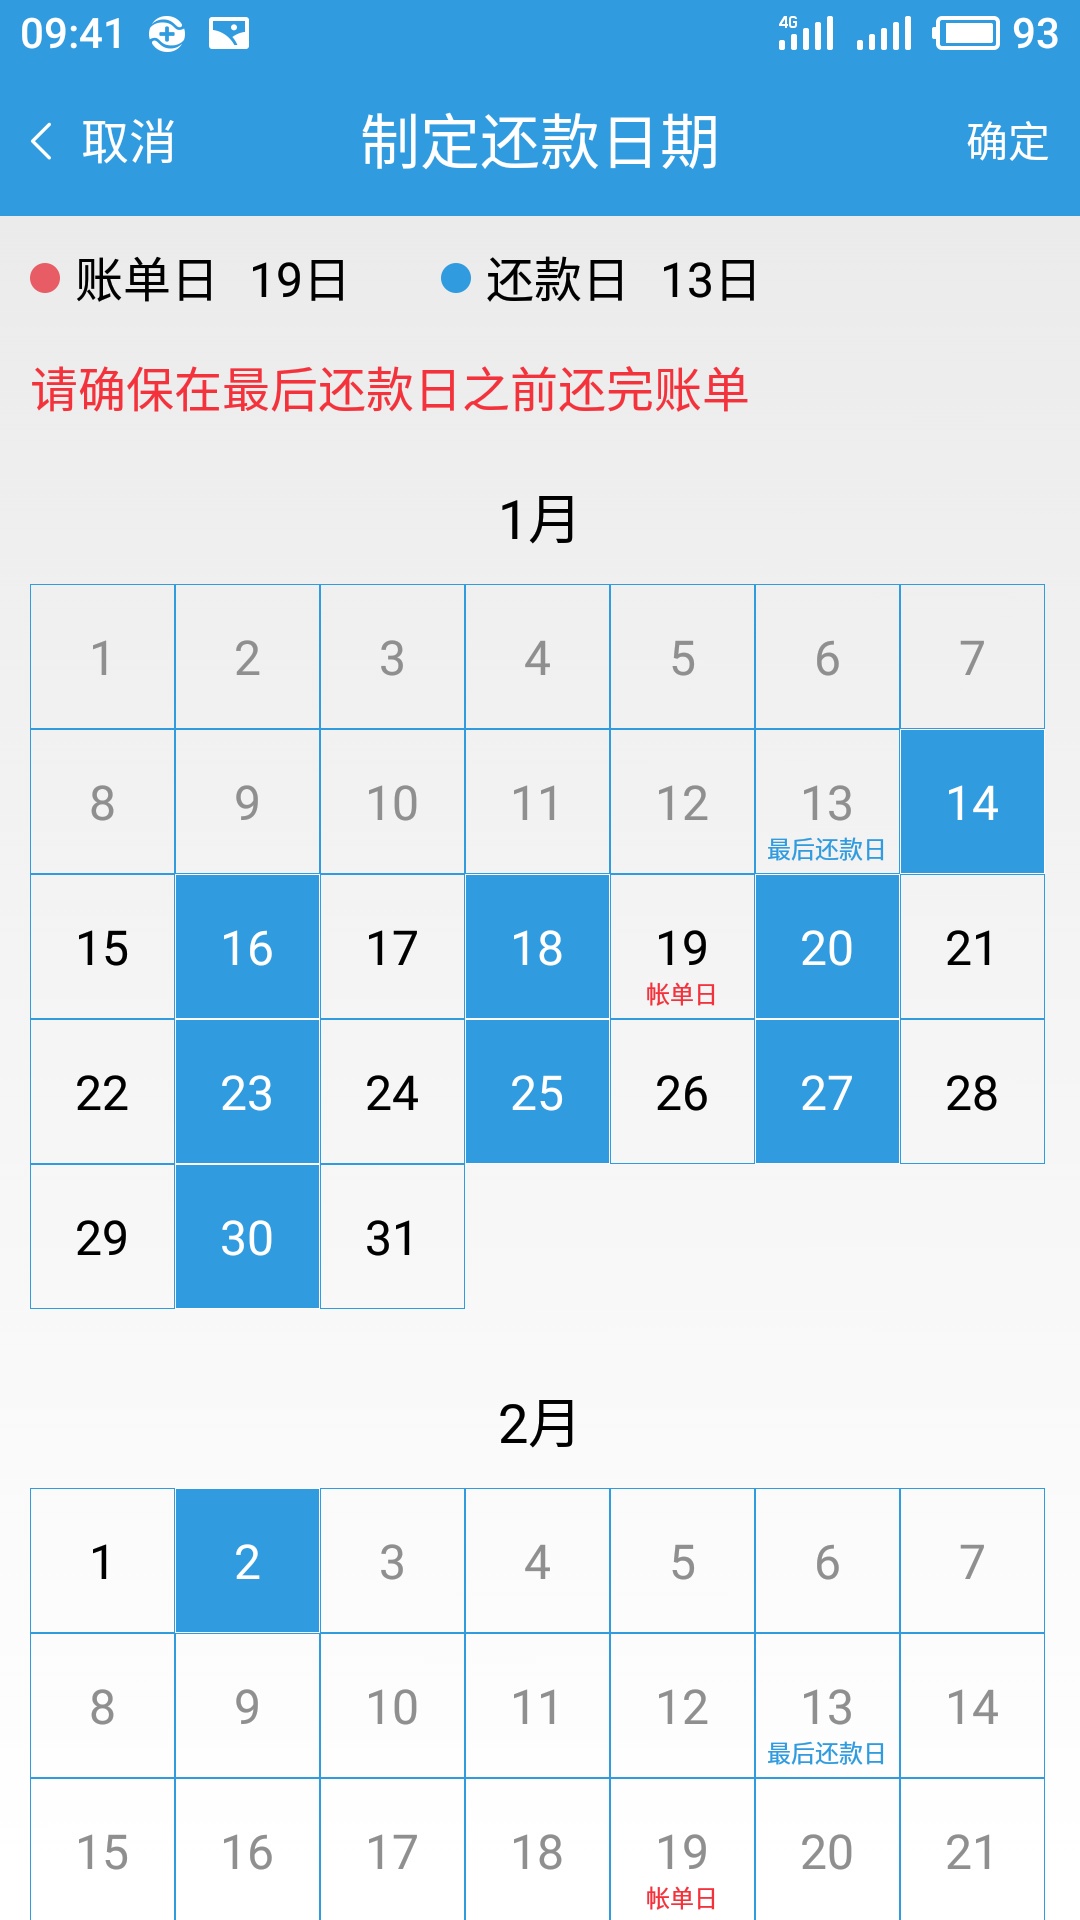 09:41 4G 93
取消 制定还款日期 确定
账单日 19日 还款日 13日
请确保在最后还款日之前还完账单
1月
1 2 3 4 5 6 7
8 9 10 11 12 13 14
最后还款日
15 16 17 18 19 20 21
帐单日
22 23 24 25 26 27 28
29 30 31
2月
1 2 3 4 5 6 7
8 9 10 11 12 13 14
最后还款日
15 16 17 18 19 20 21
帐单日